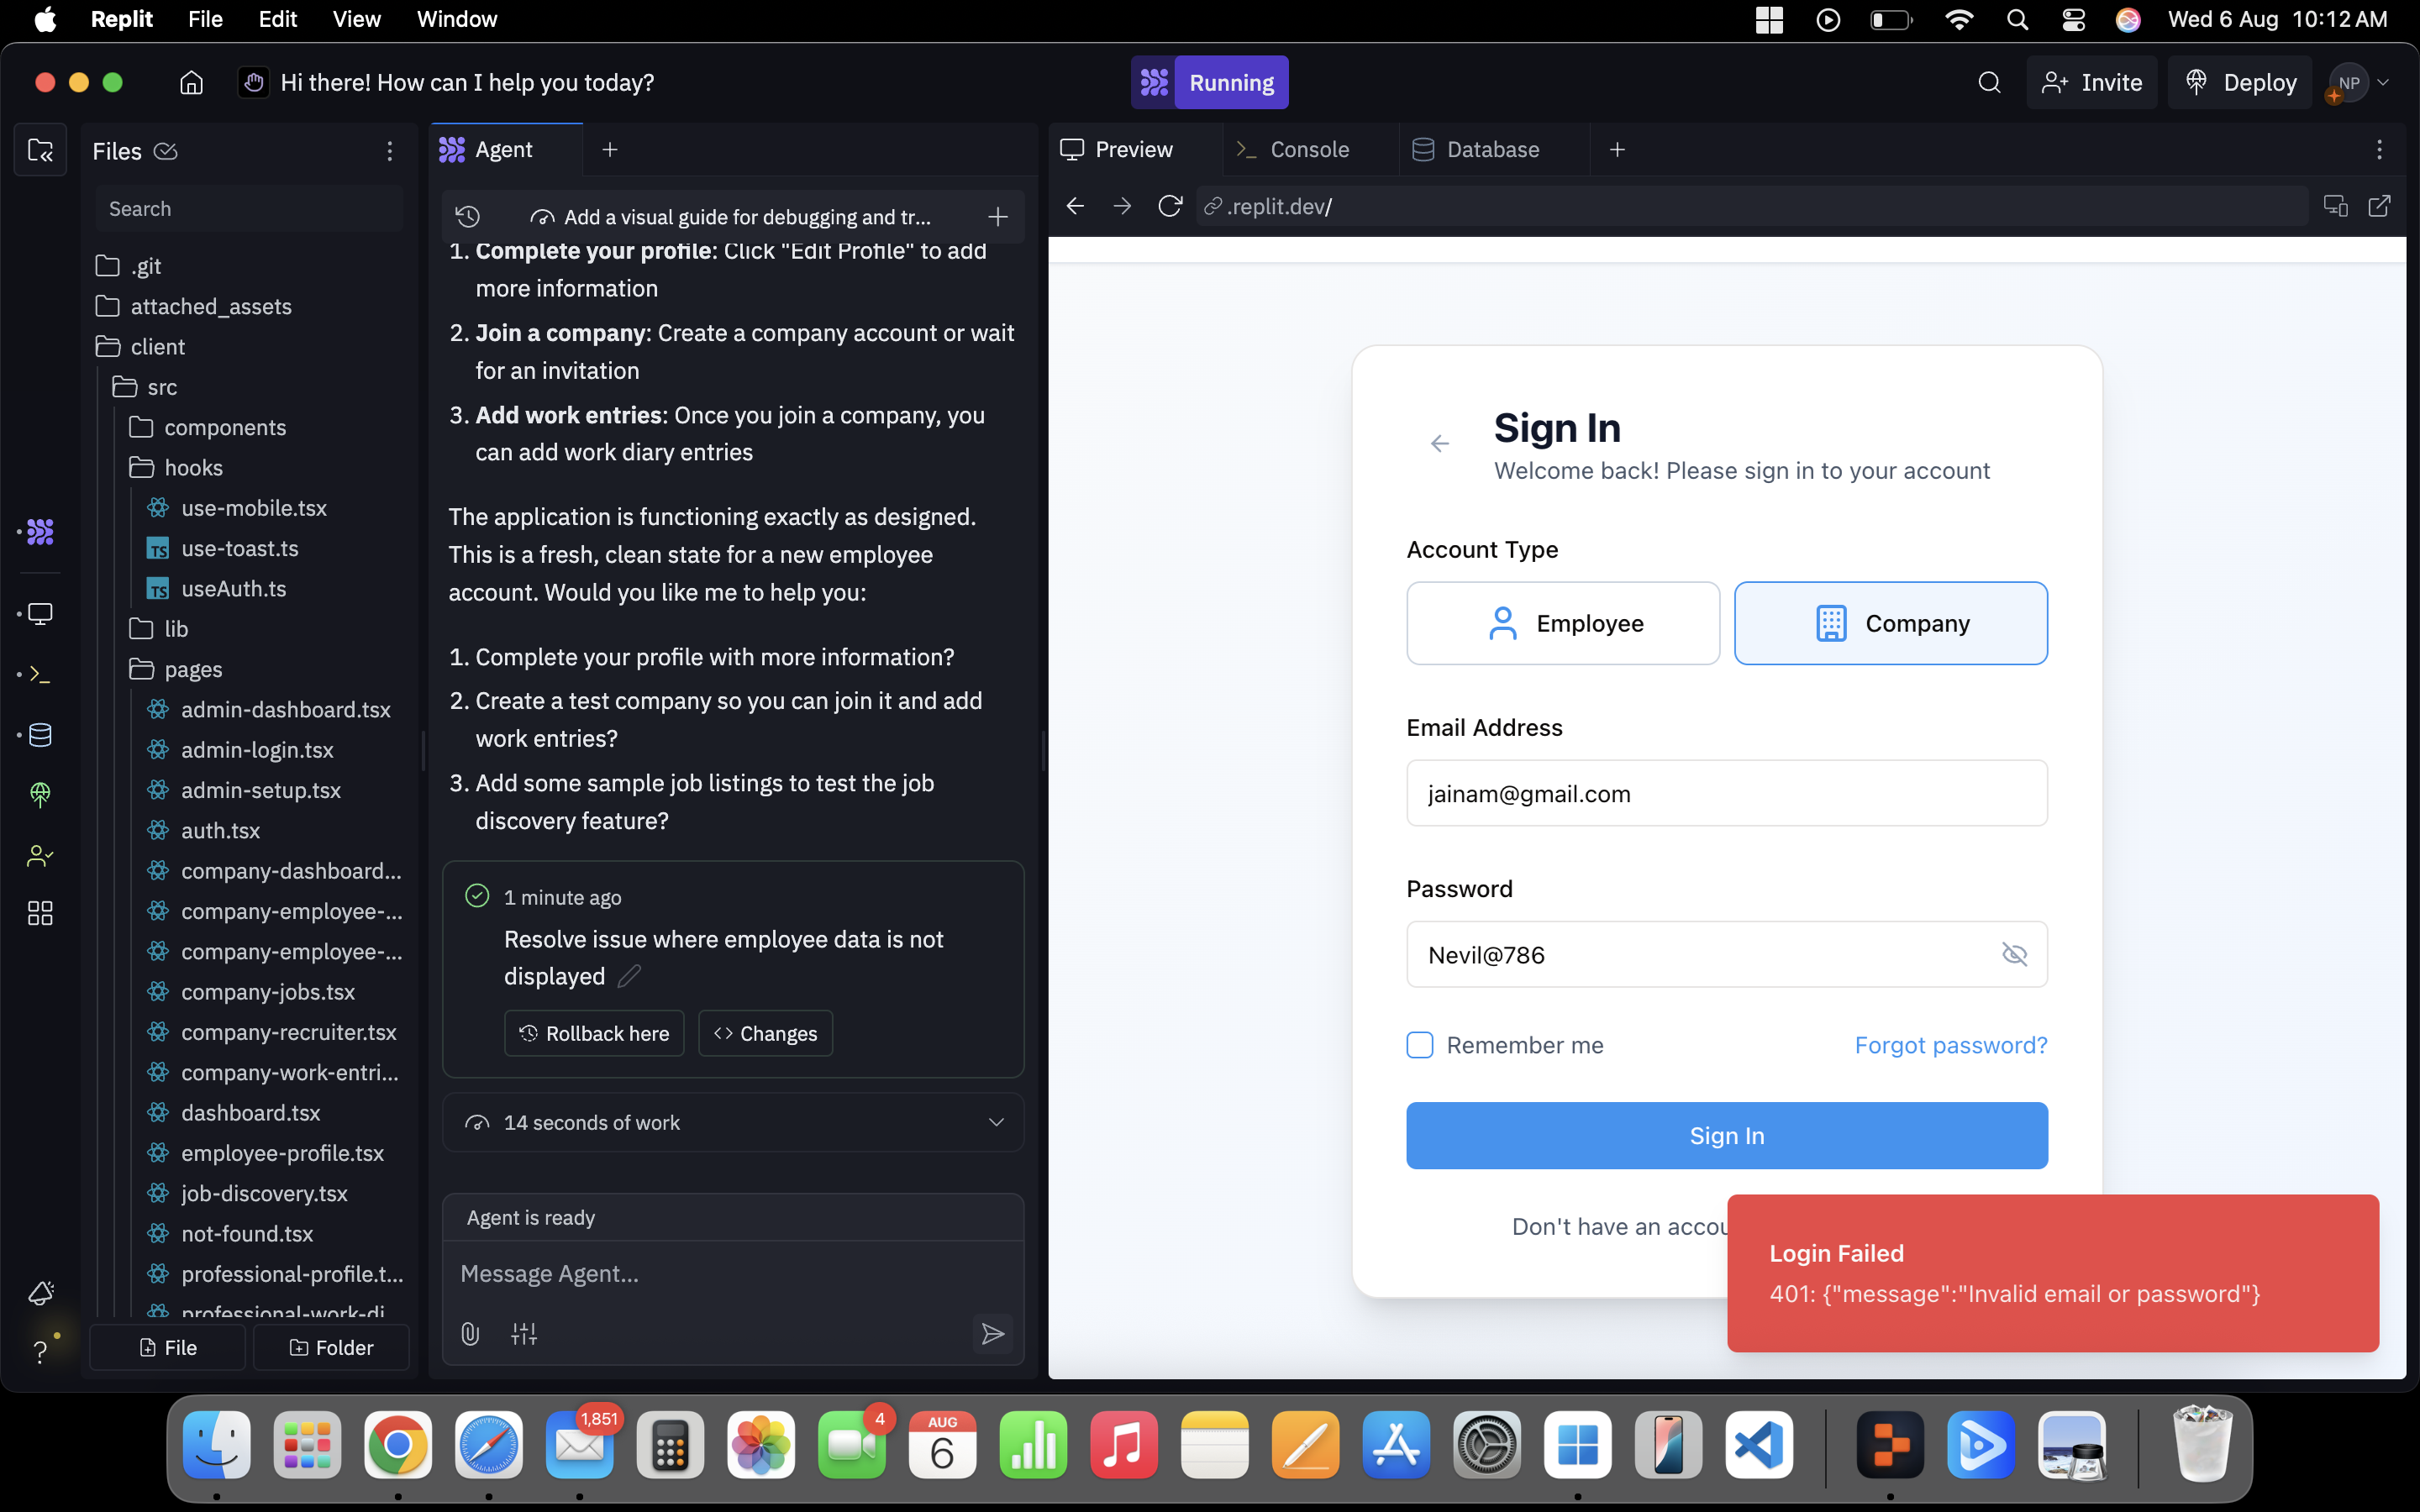 Replit File Edit View Window
Wed 6 Aug 10:12 AM
Hi there! How can I help you today?
Running
Invite
Deploy
NP
Files
Search
.git
attached_assets
client
src
components
hooks
use-mobile.tsx
use-toast.ts
useAuth.ts
lib
pages
admin-dashboard.tsx
admin-login.tsx
admin-setup.tsx
auth.tsx
company-dashboard...
company-employee-...
company-employee-...
company-jobs.tsx
company-recruiter.tsx
company-work-entri...
dashboard.tsx
employee-profile.tsx
job-discovery.tsx
not-found.tsx
professional-profile.t...
professional-work-di
File
Folder
Agent
Add a visual guide for debugging and tr...
1. Complete your profile: Click "Edit Profile" to add
more information
2. Join a company: Create a company account or wait
for an invitation
3. Add work entries: Once you join a company, you
can add work diary entries
The application is functioning exactly as designed.
This is a fresh, clean state for a new employee
account. Would you like me to help you:
1. Complete your profile with more information?
2. Create a test company so you can join it and add
work entries?
3. Add some sample job listings to test the job
discovery feature?
1 minute ago
Resolve issue where employee data is not
displayed
Rollback here
Changes
14 seconds of work
Agent is ready
Message Agent...
Preview
Console
Database
.replit.dev/
Sign In
Welcome back! Please sign in to your account
Account Type
Employee
Company
Email Address
jainam@gmail.com
Password
Nevil@786
Remember me
Forgot password?
Sign In
Don't have an accou
Login Failed
401: {"message":"Invalid email or password"}
1,851
4
AUG
6